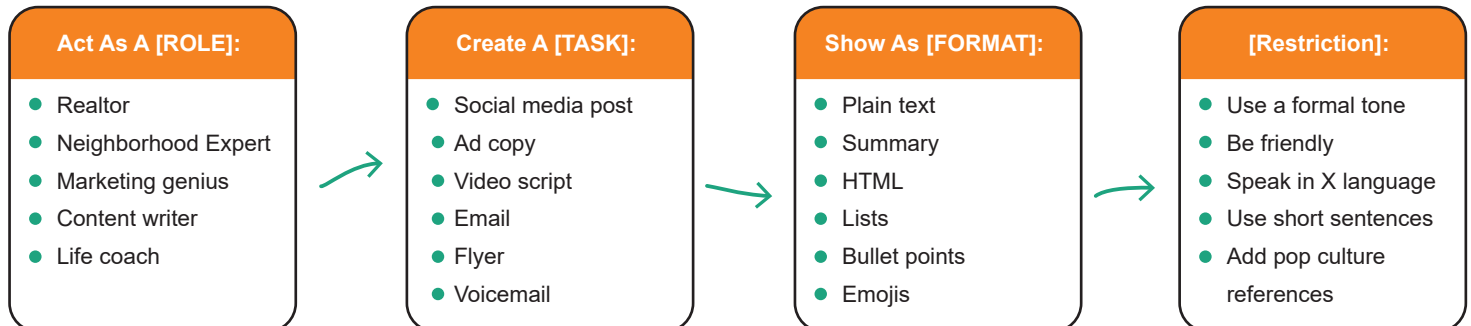 Act As A [ROLE]:
Realtor
Neighborhood Expert
Marketing genius
Content writer
Life coach
Create A [TASK]:
Social media post
Ad copy
Video script
Email
Flyer
Voicemail
Show As [FORMAT]:
Plain text
Summary
HTML
Lists
Bullet points
Emojis
[Restriction]:
Use a formal tone
Be friendly
Speak in X language
Use short sentences
Add pop culture
references